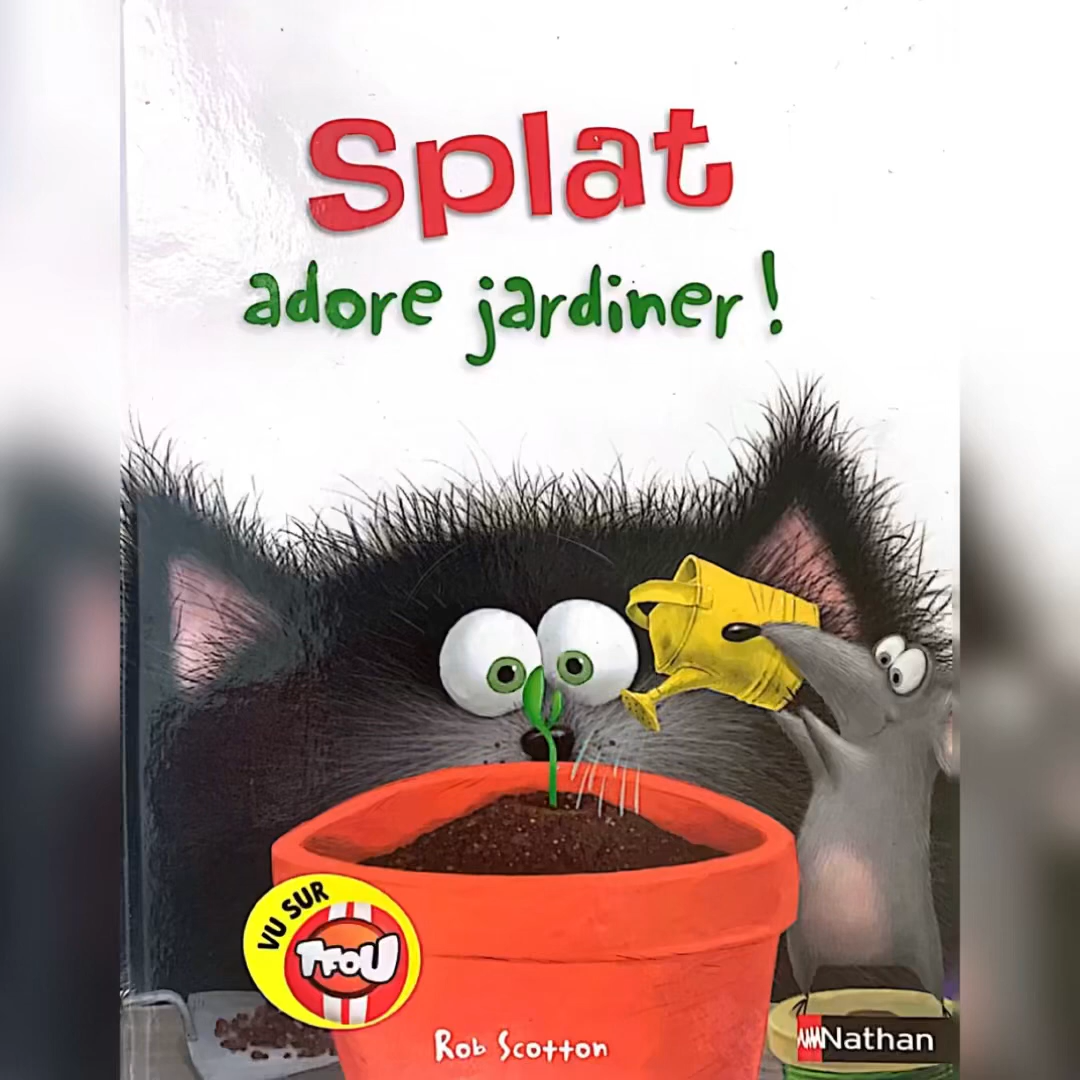 Splat
adore jardiner !
VU SUR
TFOU
Rob Scotton
Nathan